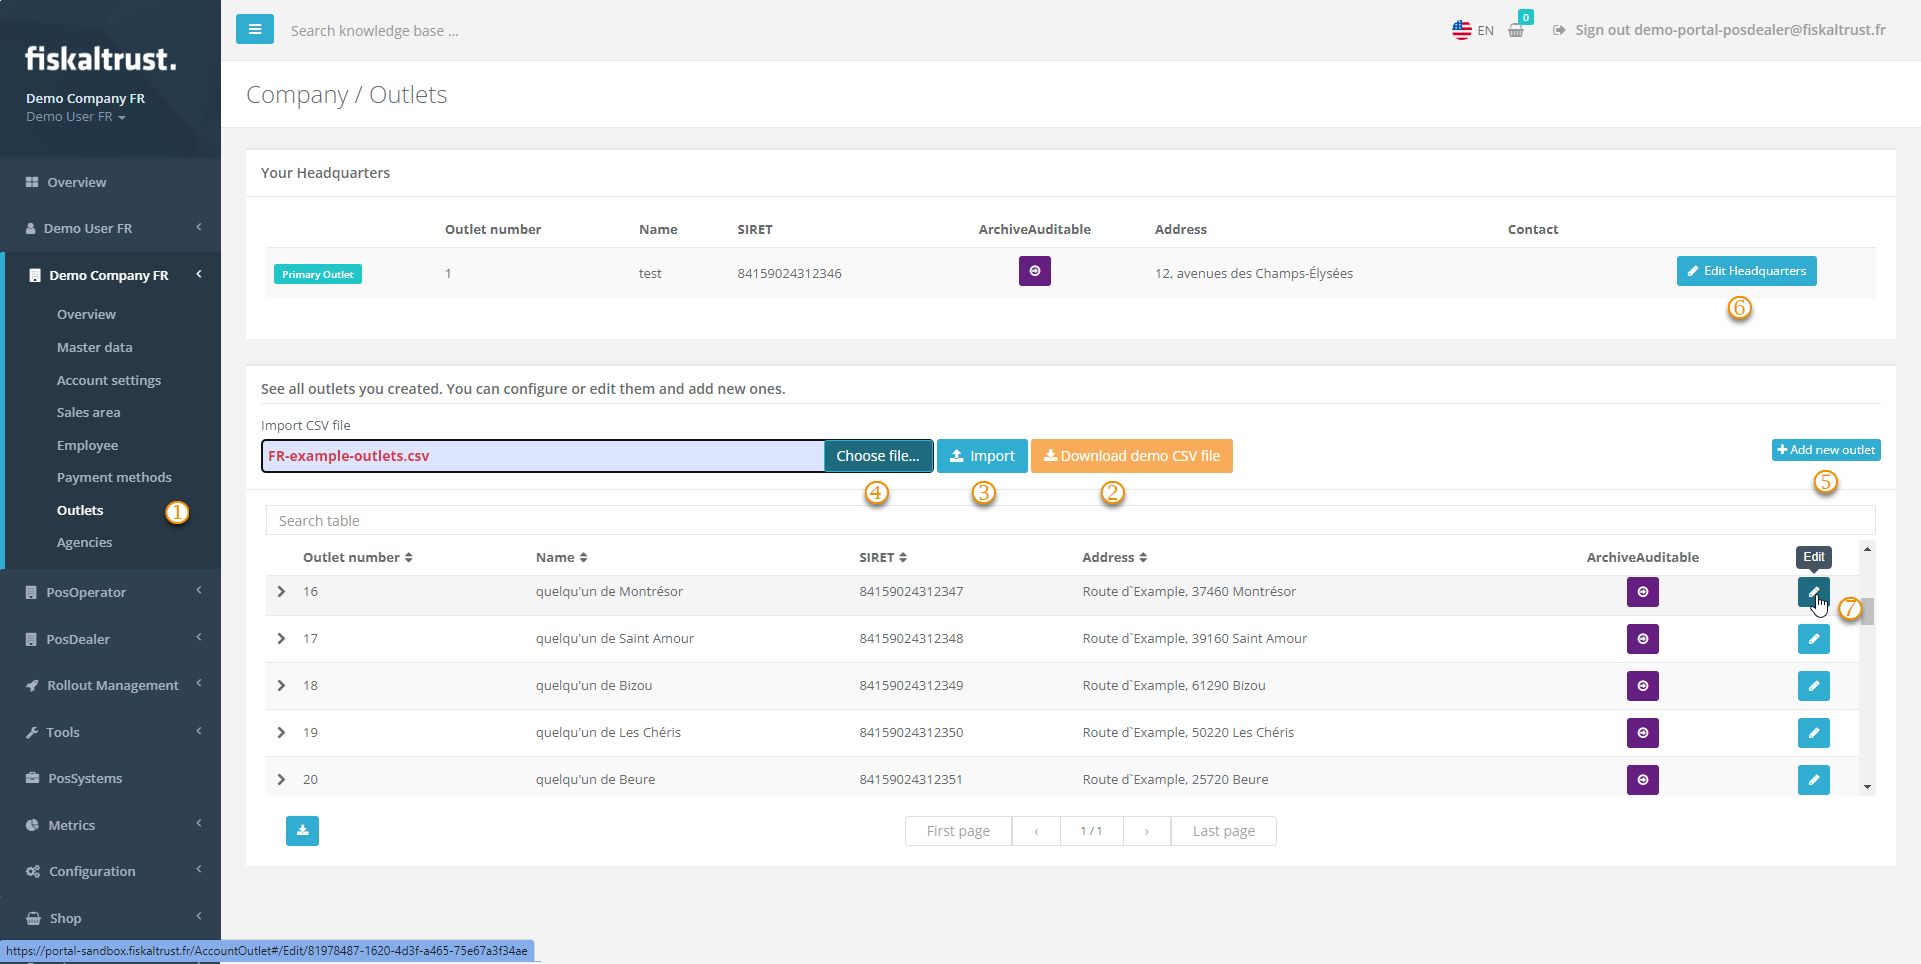 fiskaltrust.
Demo Company FR
Demo User FR
Overview
Demo User FR
Demo Company FR
Overview
Master data
Account settings
Sales area
Employee
Payment methods
Outlets
1
Agencies
PosOperator
PosDealer
Rollout Management
Tools
PosSystems
Metrics
Configuration
Shop
https://portal-sandbox.fiskaltrust.fr/AccountOutlet#/Edit/81978487-1620-4d3f-a465-75e67a3f34ae
Search knowledge base ...
EN
0
Sign out demo-portal-posdealer@fiskaltrust.fr
Company / Outlets
Your Headquarters
Outlet number Name SIRET ArchiveAuditable Address Contact
Primary Outlet 1 test 84159024312346 12, avenues des Champs-Élysées Edit Headquarters
6
See all outlets you created. You can configure or edit them and add new ones.
Import CSV file
FR-example-outlets.csv Choose file... Import Download demo CSV file + Add new outlet
4 3 2 5
Search table
Outlet number Name SIRET Address ArchiveAuditable Edit
16 quelqu'un de Montrésor 84159024312347 Route d`Example, 37460 Montrésor
7
17 quelqu'un de Saint Amour 84159024312348 Route d`Example, 39160 Saint Amour
18 quelqu'un de Bizou 84159024312349 Route d`Example, 61290 Bizou
19 quelqu'un de Les Chéris 84159024312350 Route d`Example, 50220 Les Chéris
20 quelqu'un de Beure 84159024312351 Route d`Example, 25720 Beure
First page ‹ 1 / 1 › Last page